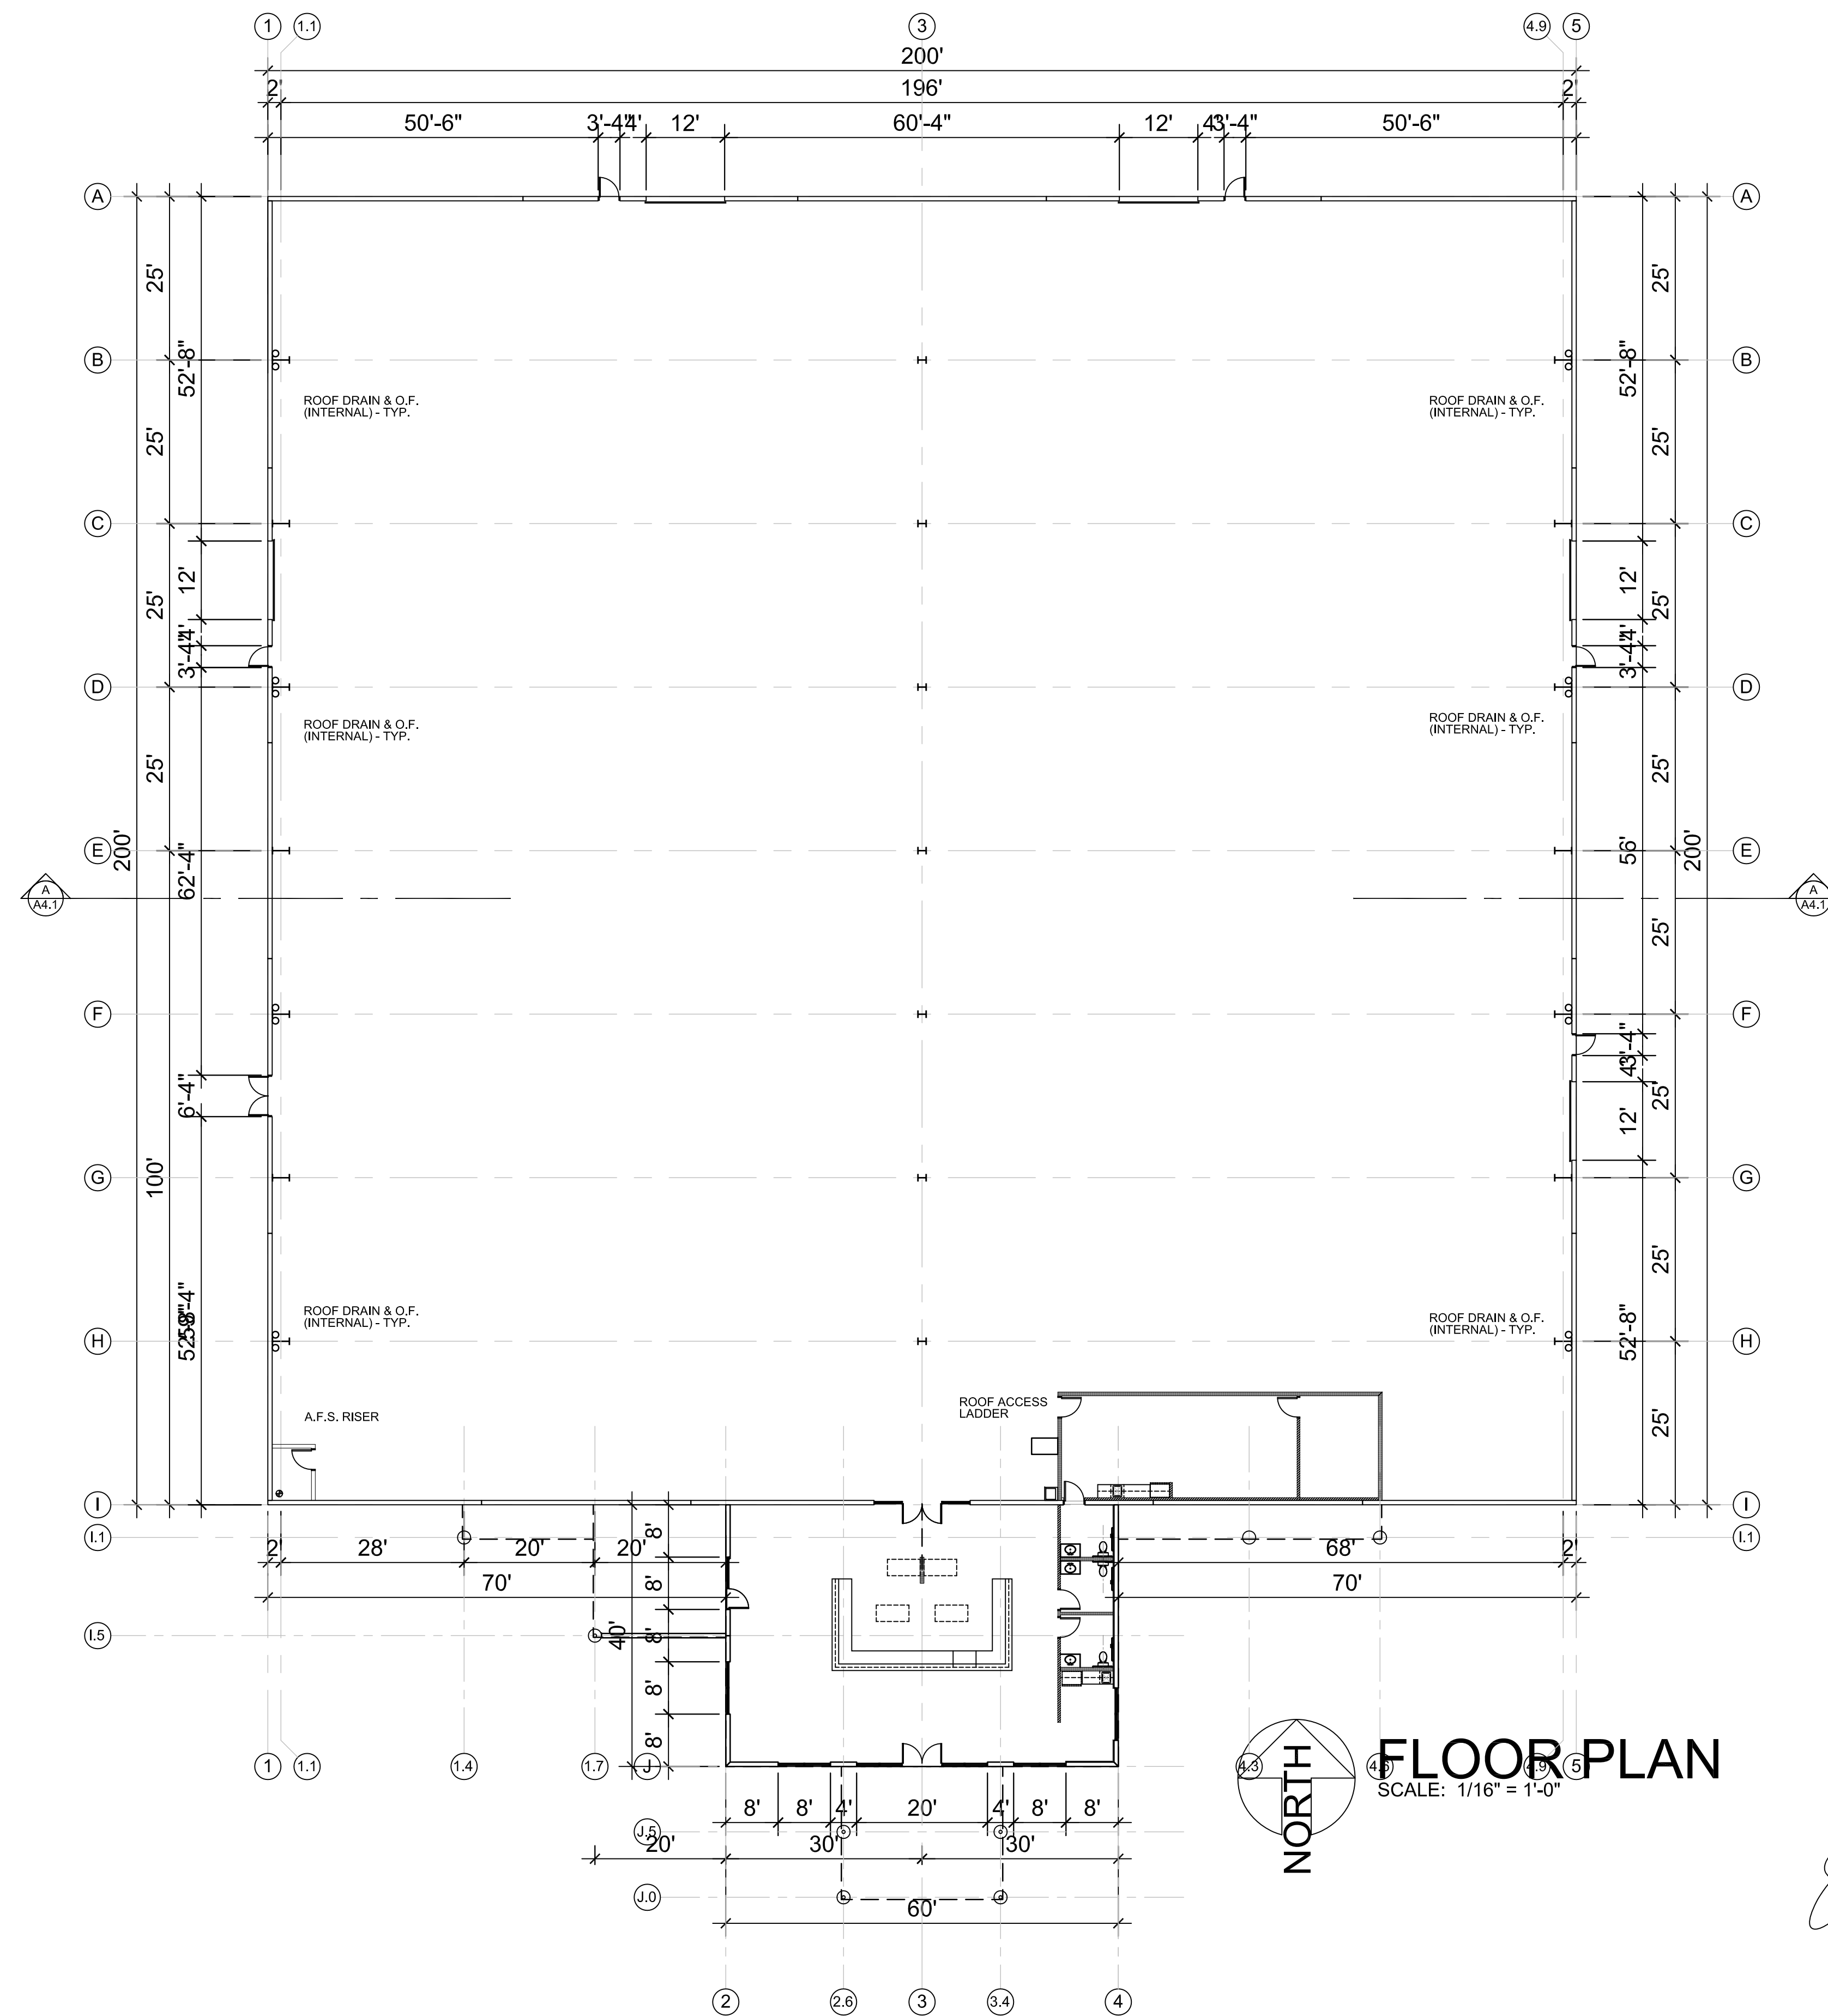 1
1.1
3
4.9
5
200'
2'
196'
2'
50'-6"
3'-4"
4'
12'
60'-4"
12'
4'
3'-4"
50'-6"
A
A
25'
25'
52'-8"
52'-8"
B
B
ROOF DRAIN & O.F.
(INTERNAL) - TYP.
ROOF DRAIN & O.F.
(INTERNAL) - TYP.
25'
25'
C
C
12'
25'
12'
25'
3'-4"
4'
3'-4"
4'
D
D
ROOF DRAIN & O.F.
(INTERNAL) - TYP.
ROOF DRAIN & O.F.
(INTERNAL) - TYP.
25'
25'
E
200'
62'-4"
56'
200'
E
A
A4.1
A
A4.1
25'
F
F
3'-4"
4'
6'-4"
25'
12'
100'
G
G
25'
ROOF DRAIN & O.F.
(INTERNAL) - TYP.
ROOF DRAIN & O.F.
(INTERNAL) - TYP.
52'-8"
H
H
A.F.S. RISER
ROOF ACCESS
LADDER
25'
I
I
I.1
I.1
2'
28'
20'
20'
8'
68'
2'
70'
8'
70'
I.5
40'
8'
8'
8'
1
1.1
1.4
1.7
J
4.3
4.6
4.9
5
NORTH
FLOOR PLAN
SCALE: 1/16" = 1'-0"
8'
8'
4'
20'
4'
8'
8'
J.5
20'
30'
30'
J.0
60'
2
2.6
3
3.4
4